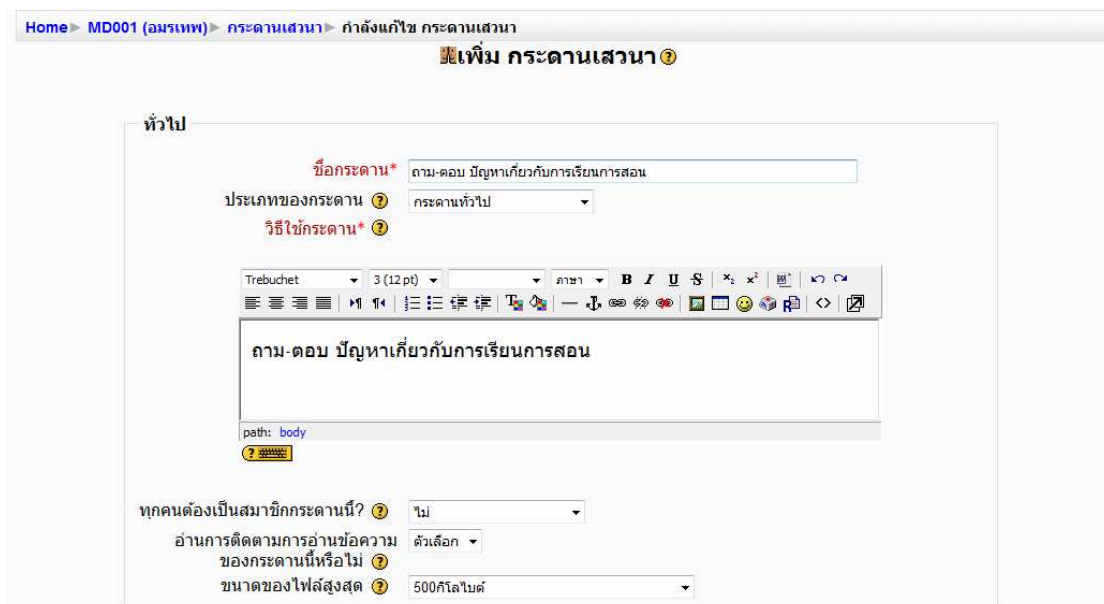 Home► MD001 (อมรเทพ)► กระดานเสวนา► กำลังแก้ไข กระดานเสวนา
เพิ่ม กระดานเสวนา
ทั่วไป
ชื่อกระดาน* ถาม-ตอบ ปัญหาเกี่ยวกับการเรียนการสอน
ประเภทของกระดาน กระดานทั่วไป
วิธีใช้กระดาน*
Trebuchet 3 (12 pt) ภาษา B I U S x₂ x²
ถาม-ตอบ ปัญหาเกี่ยวกับการเรียนการสอน
path: body
ทุกคนต้องเป็นสมาชิกกระดานนี้? ไม่
อ่านการติดตามการอ่านข้อความ ตัวเลือก
ของกระดานนี้หรือไม่
ขนาดของไฟล์สูงสุด 500กิโลไบต์